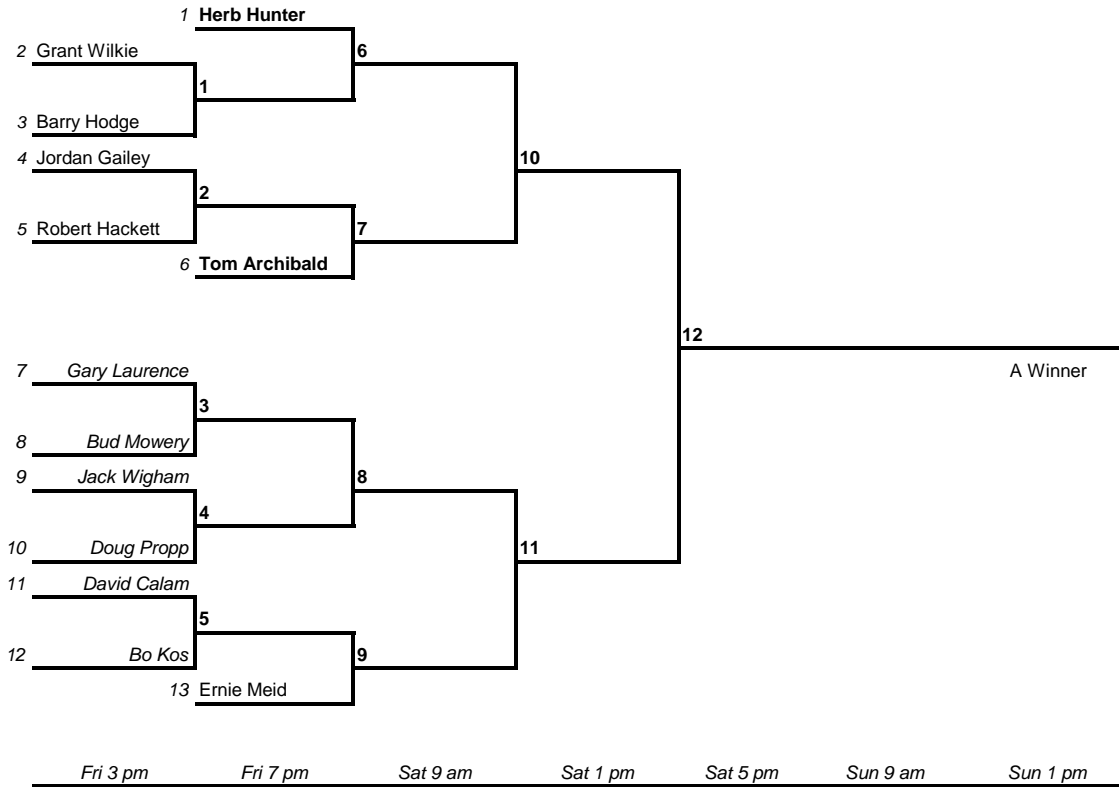 1 Herb Hunter
2 Grant Wilkie 6
1
3 Barry Hodge
4 Jordan Gailey 10
2
5 Robert Hackett 7
6 Tom Archibald
12
7 Gary Laurence A Winner
3
8 Bud Mowery
9 Jack Wigham 8
4
10 Doug Propp 11
11 David Calam
5
12 Bo Kos 9
13 Ernie Meid
Fri 3 pm Fri 7 pm Sat 9 am Sat 1 pm Sat 5 pm Sun 9 am Sun 1 pm